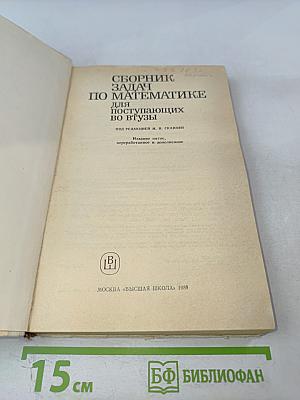 СБОРНИК
ЗАДАЧ
ПО МАТЕМАТИКЕ
ДЛЯ
ПОСТУПАЮЩИХ
ВО ВТУЗЫ
ПОД РЕДАКЦИЕЙ М. И. СКАНАВИ
Издание пятое,
переработанное и дополненное
ВШ
МОСКВА «ВЫСШАЯ ШКОЛА» 1988
15 см
БФ БИБЛИОФАН